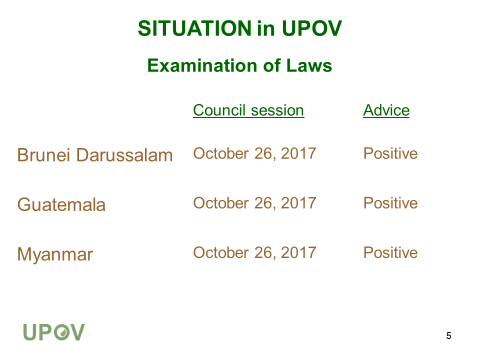 SITUATION in UPOV
Examination of Laws
Council session Advice
Brunei Darussalam October 26, 2017 Positive
Guatemala October 26, 2017 Positive
Myanmar October 26, 2017 Positive
UPOV
5